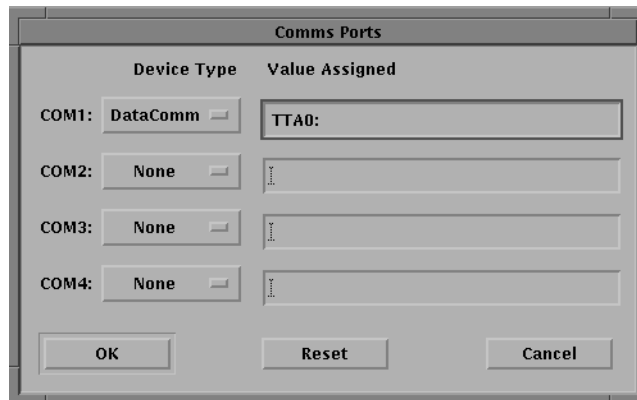 Comms Ports
Device Type Value Assigned
COM1: DataComm TTA0:
COM2: None
COM3: None
COM4: None
OK Reset Cancel